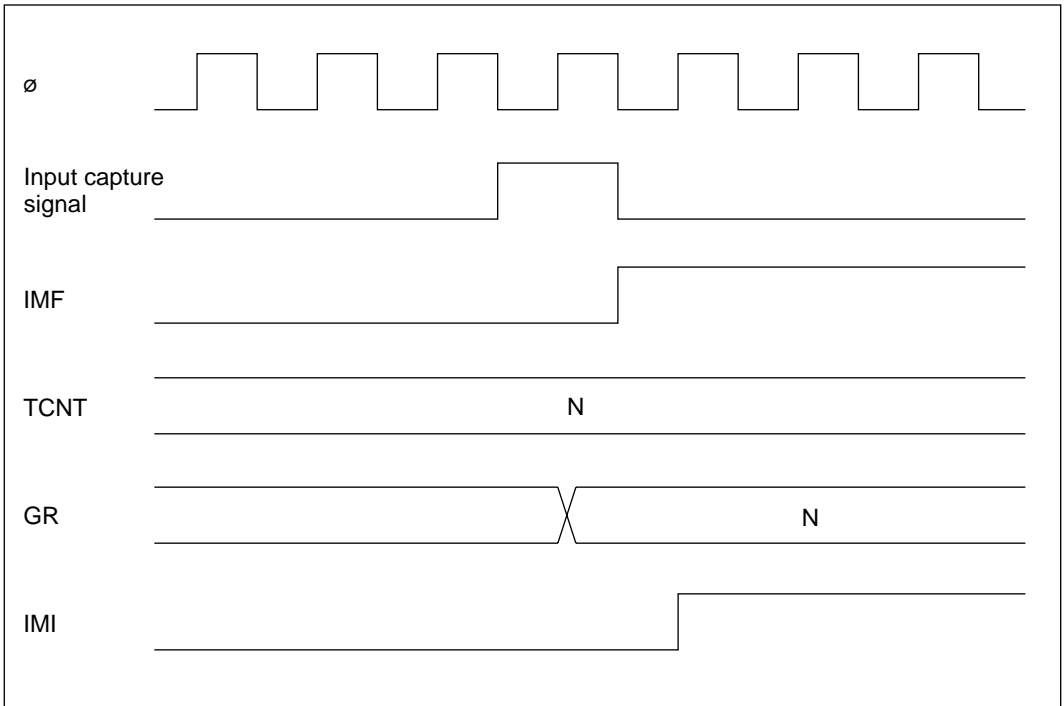 ø
Input capture
signal
IMF
TCNT
N
GR
N
IMI